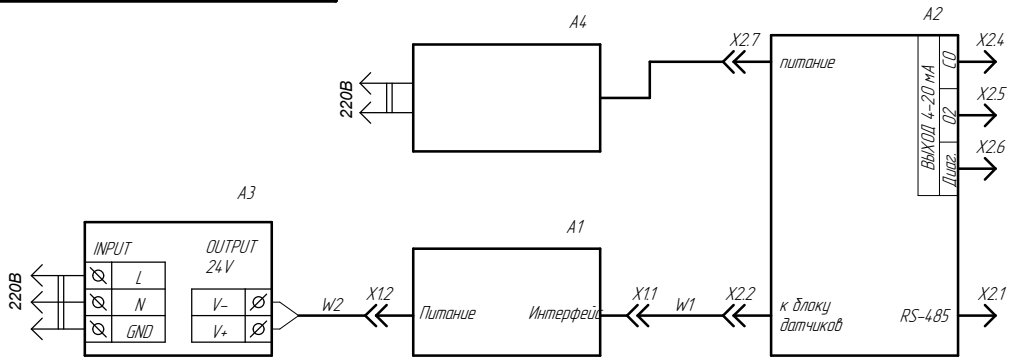 A2
A4
X2.7
X2.4
питание
CO
220В
ВЫХОД 4-20 мА
X2.5
O2
X2.6
Диаг.
A3
A1
INPUT
OUTPUT
24V
220В
L
N
GND
V-
V+
W2
X1.2
Питание
Интерфейс
X1.1
W1
X2.2
к блоку
датчиков
RS-485
X2.1